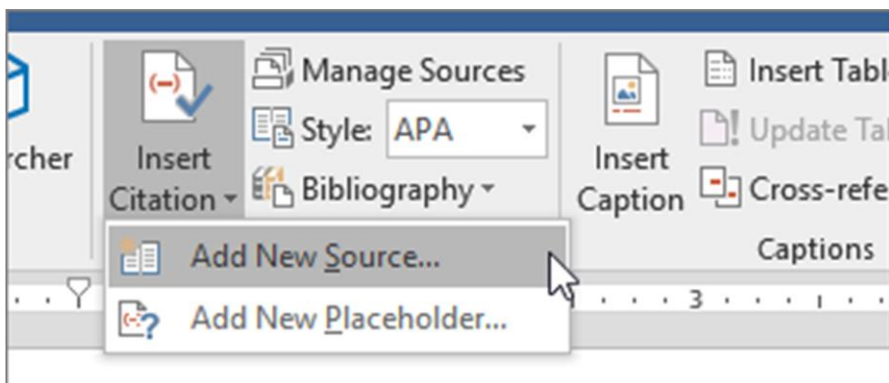 Manage Sources
Insert Tabl
Style: APA
Update Tal
rcher
Insert
Citation
Bibliography
Insert
Caption
Cross-refe
Captions
Add New Source...
3
Add New Placeholder...